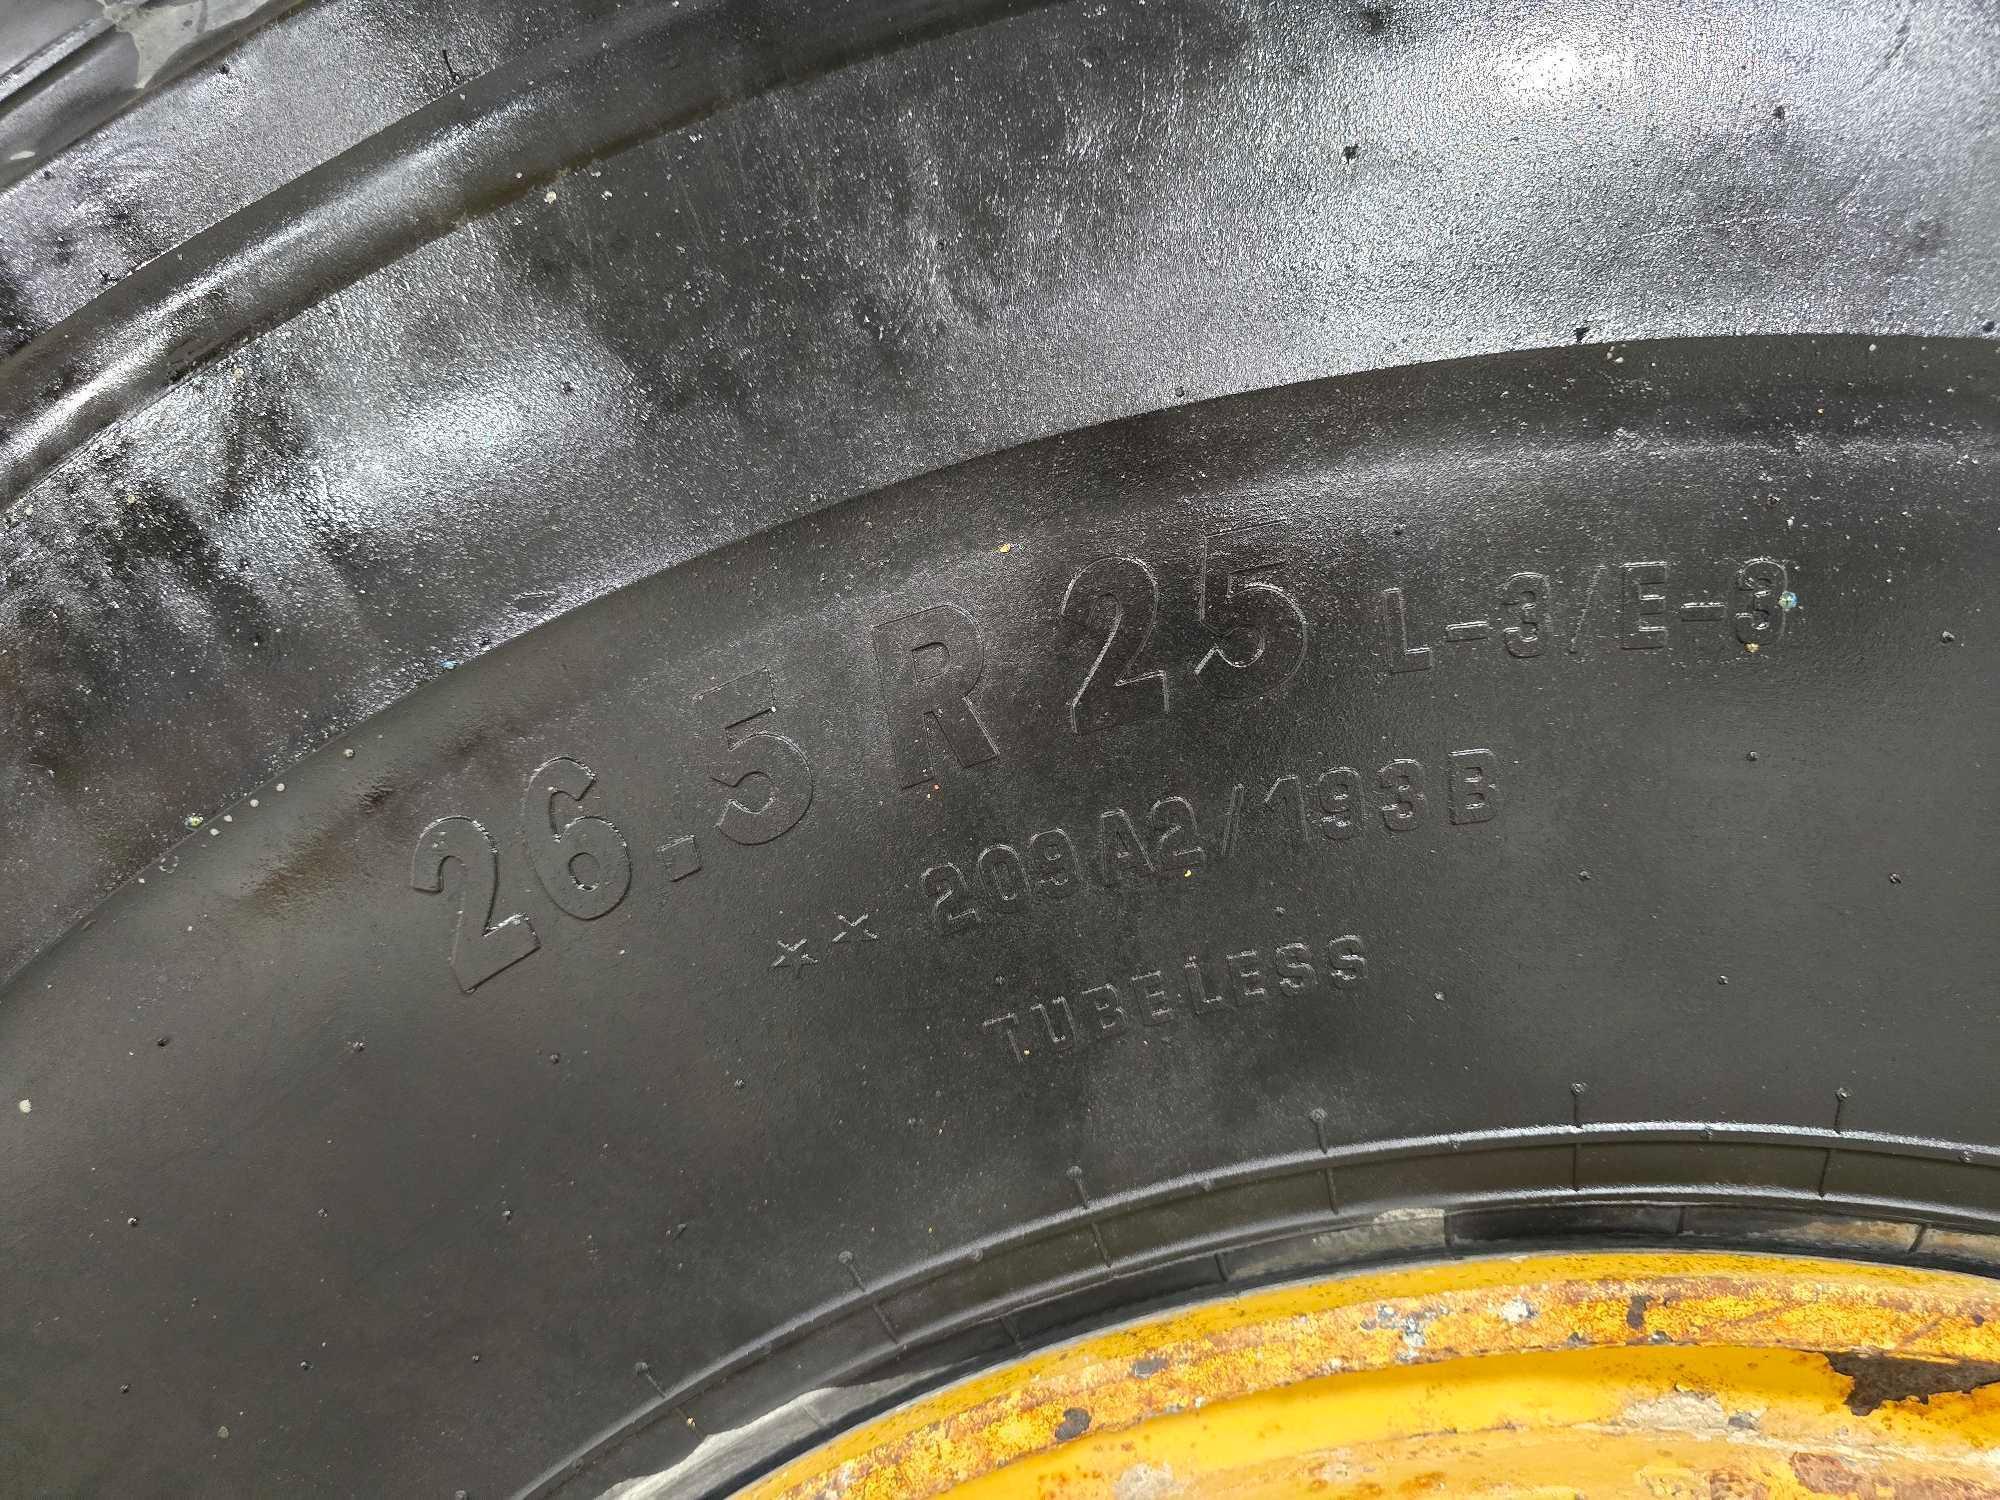 26.5 R 25 L-3/E-3
** 209A2/193B
TUBELESS